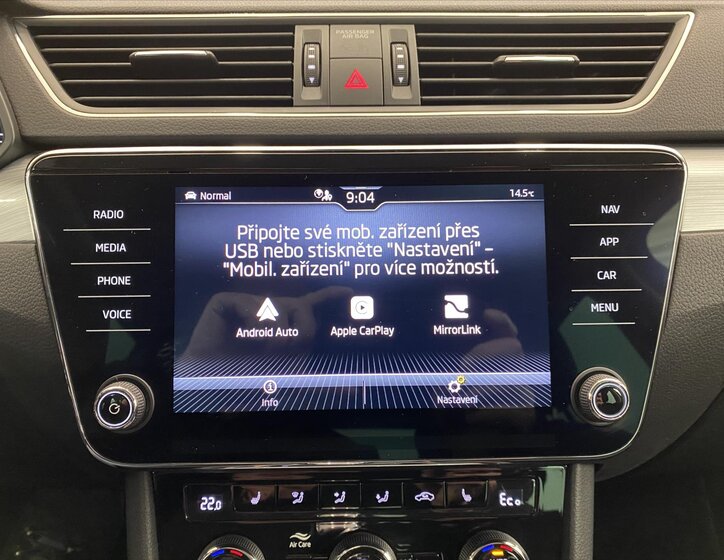 PASSENGER
AIR BAG
Normal
9:04
14.5°C
RADIO
MEDIA
PHONE
VOICE
NAV
APP
CAR
MENU
Připojte své mob. zařízení přes
USB nebo stiskněte "Nastavení" –
"Mobil. zařízení" pro více možností.
Android Auto
Apple CarPlay
MirrorLink
Info
Nastavení
22.0
Eco
Air Care